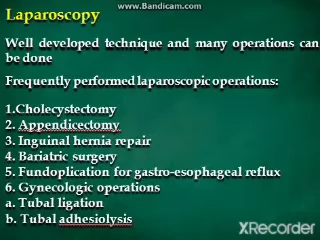 www.Bandicam.com
Laparoscopy
Well developed technique and many operations can
be done
Frequently performed laparoscopic operations:
1.Cholecystectomy
2. Appendicectomy
3. Inguinal hernia repair
4. Bariatric surgery
5. Fundoplication for gastro-esophageal reflux
6. Gynecologic operations
a. Tubal ligation
b. Tubal adhesiolysis
XRecorder